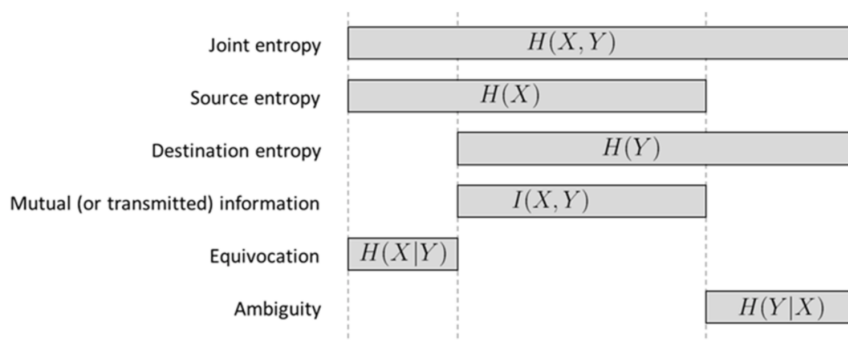 Joint entropy H(X, Y)
Source entropy H(X)
Destination entropy H(Y)
Mutual (or transmitted) information I(X, Y)
Equivocation H(X|Y)
Ambiguity H(Y|X)